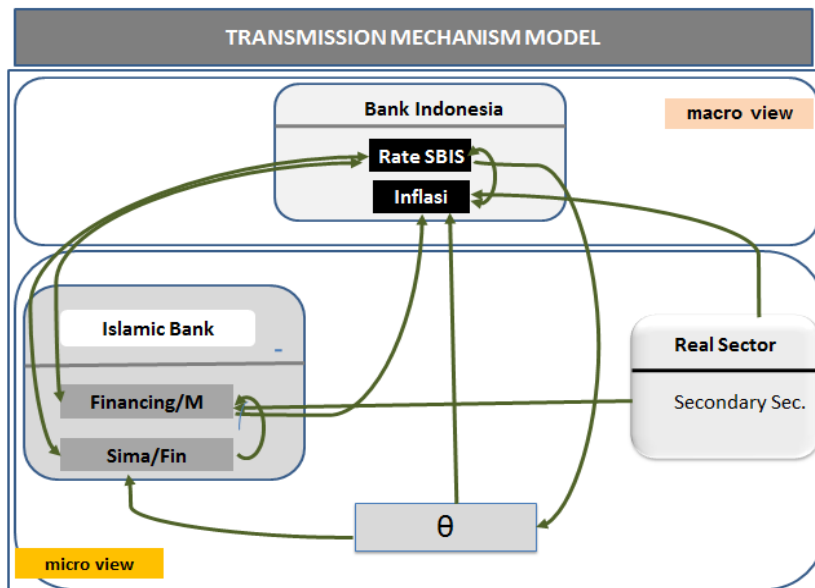 TRANSMISSION MECHANISM MODEL
Bank Indonesia
macro view
Rate SBIS
Inflasi
Islamic Bank
-
Real Sector
Financing/M
Secondary Sec.
Sima/Fin
θ
micro view